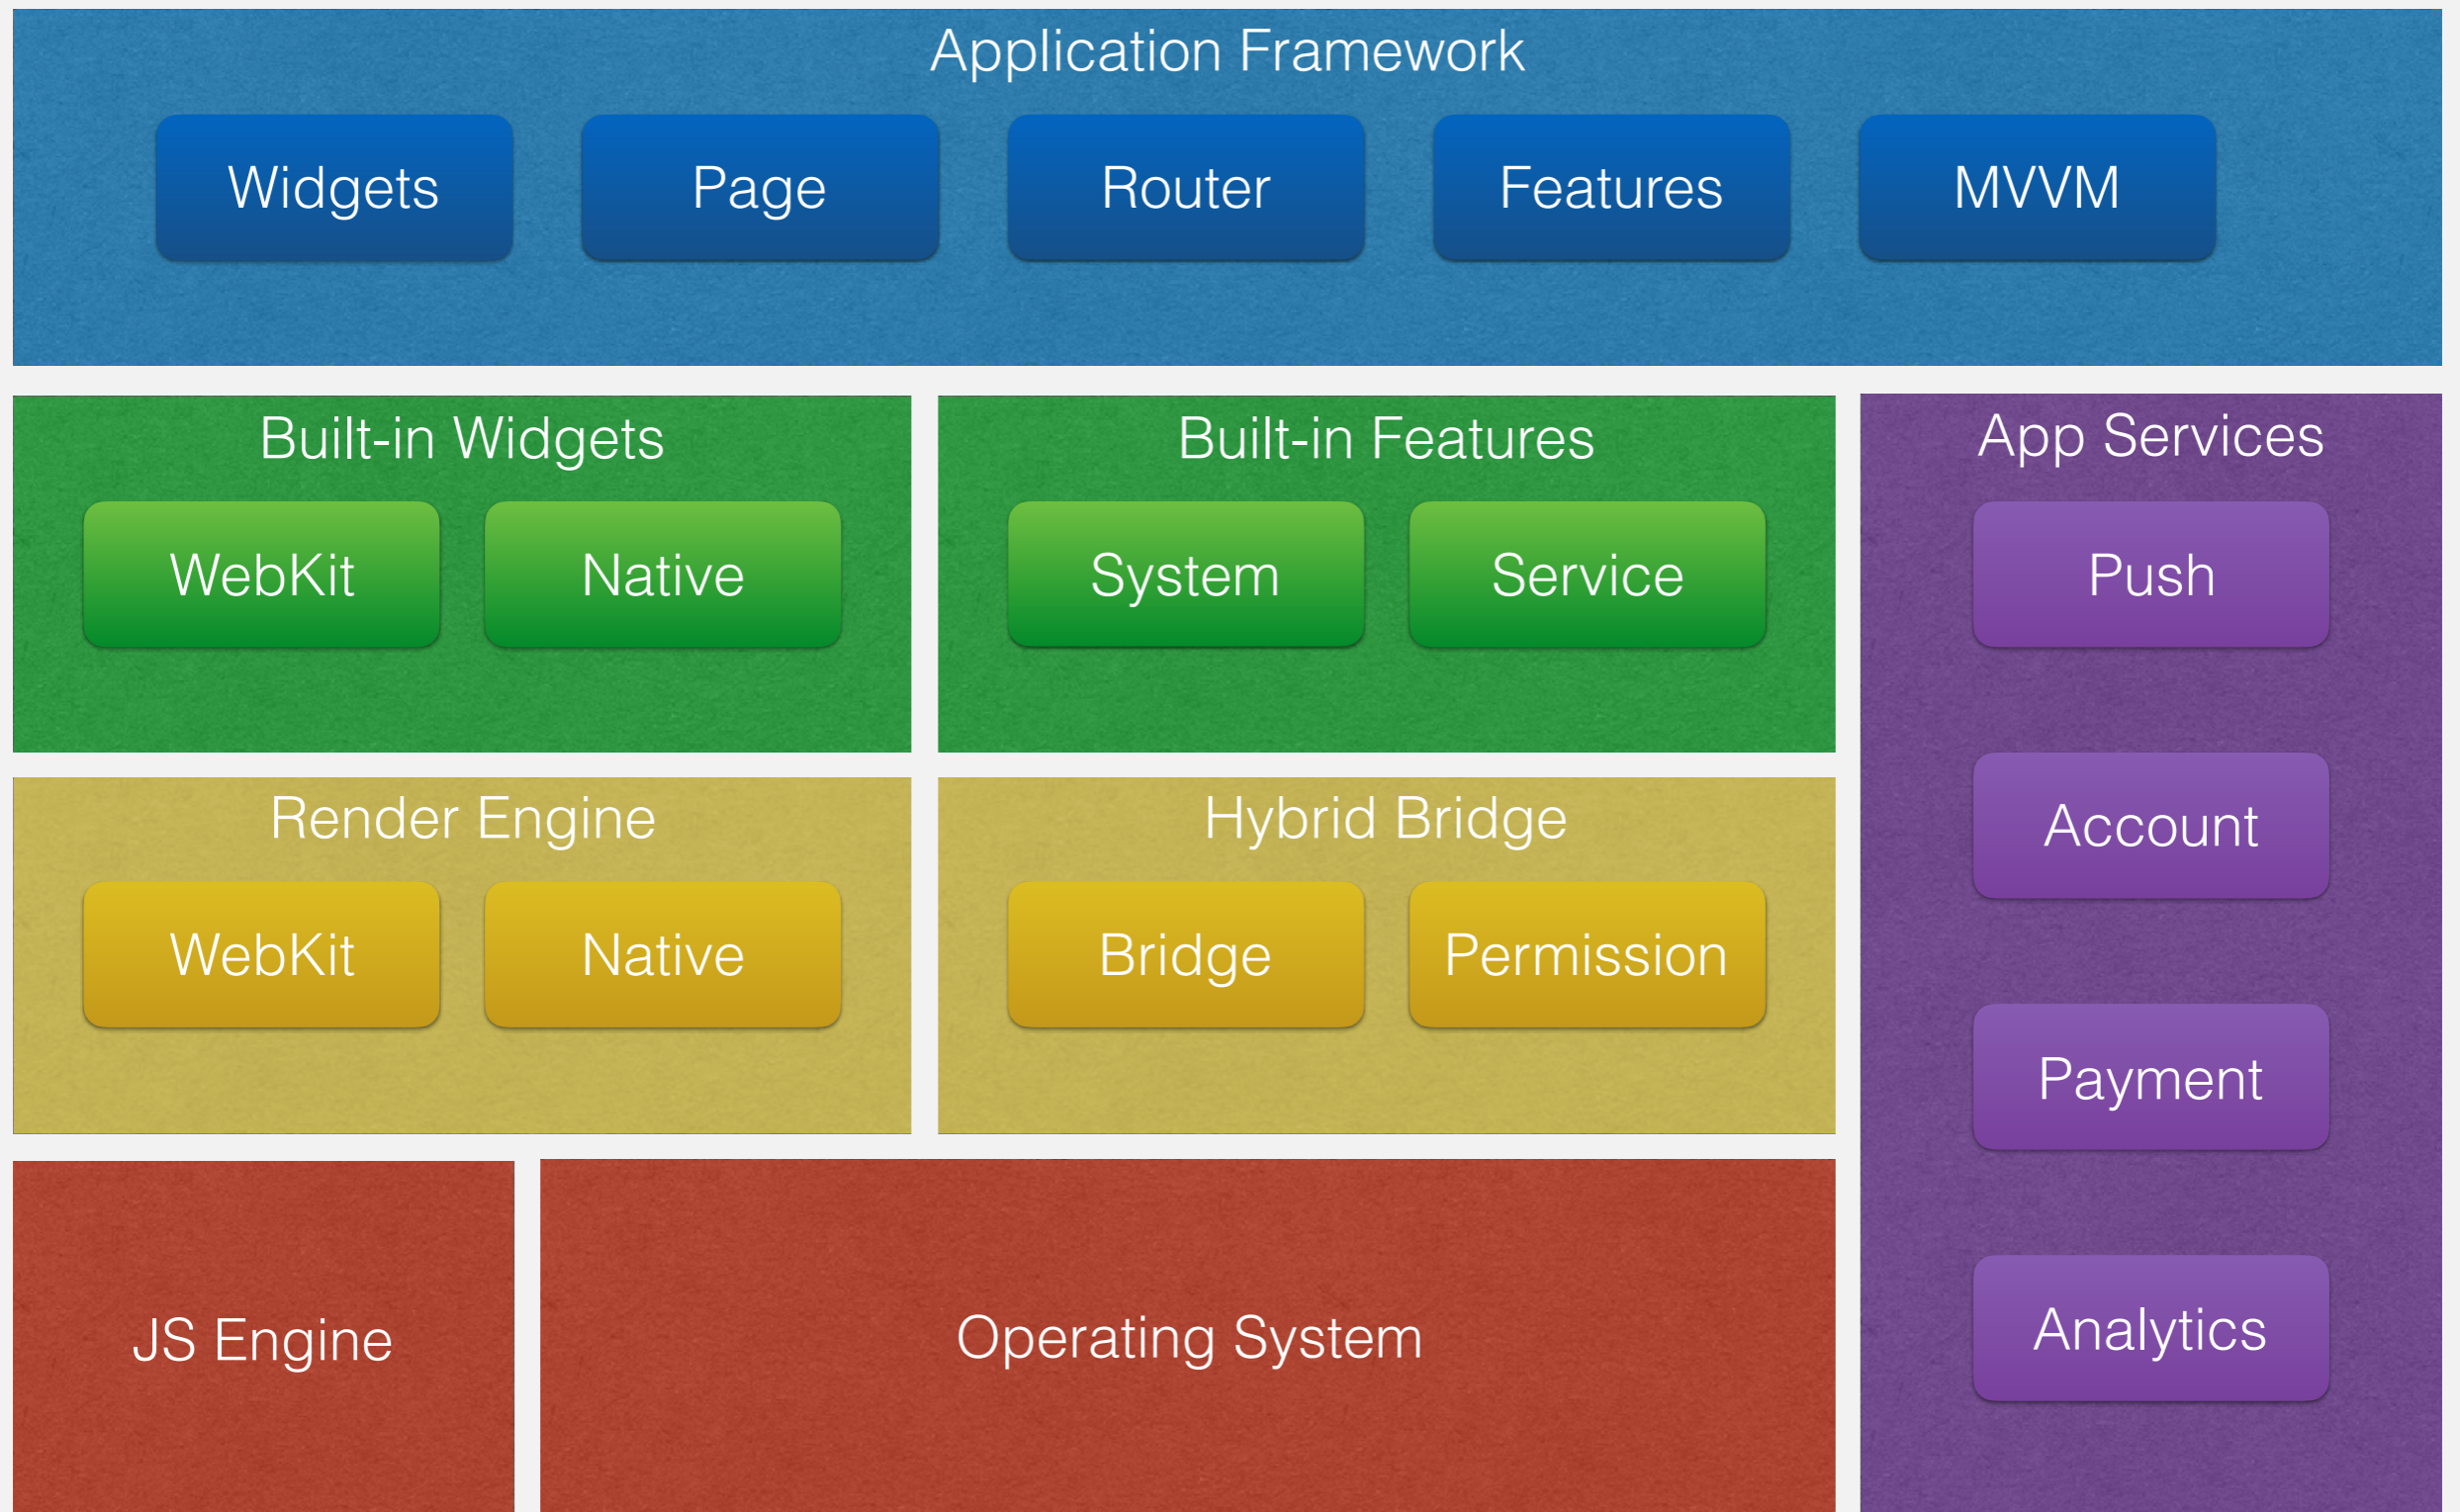 Application Framework
Widgets
Page
Router
Features
MVVM
Built-in Widgets
WebKit
Native
Built-in Features
System
Service
App Services
Push
Account
Payment
Analytics
Render Engine
WebKit
Native
Hybrid Bridge
Bridge
Permission
JS Engine
Operating System